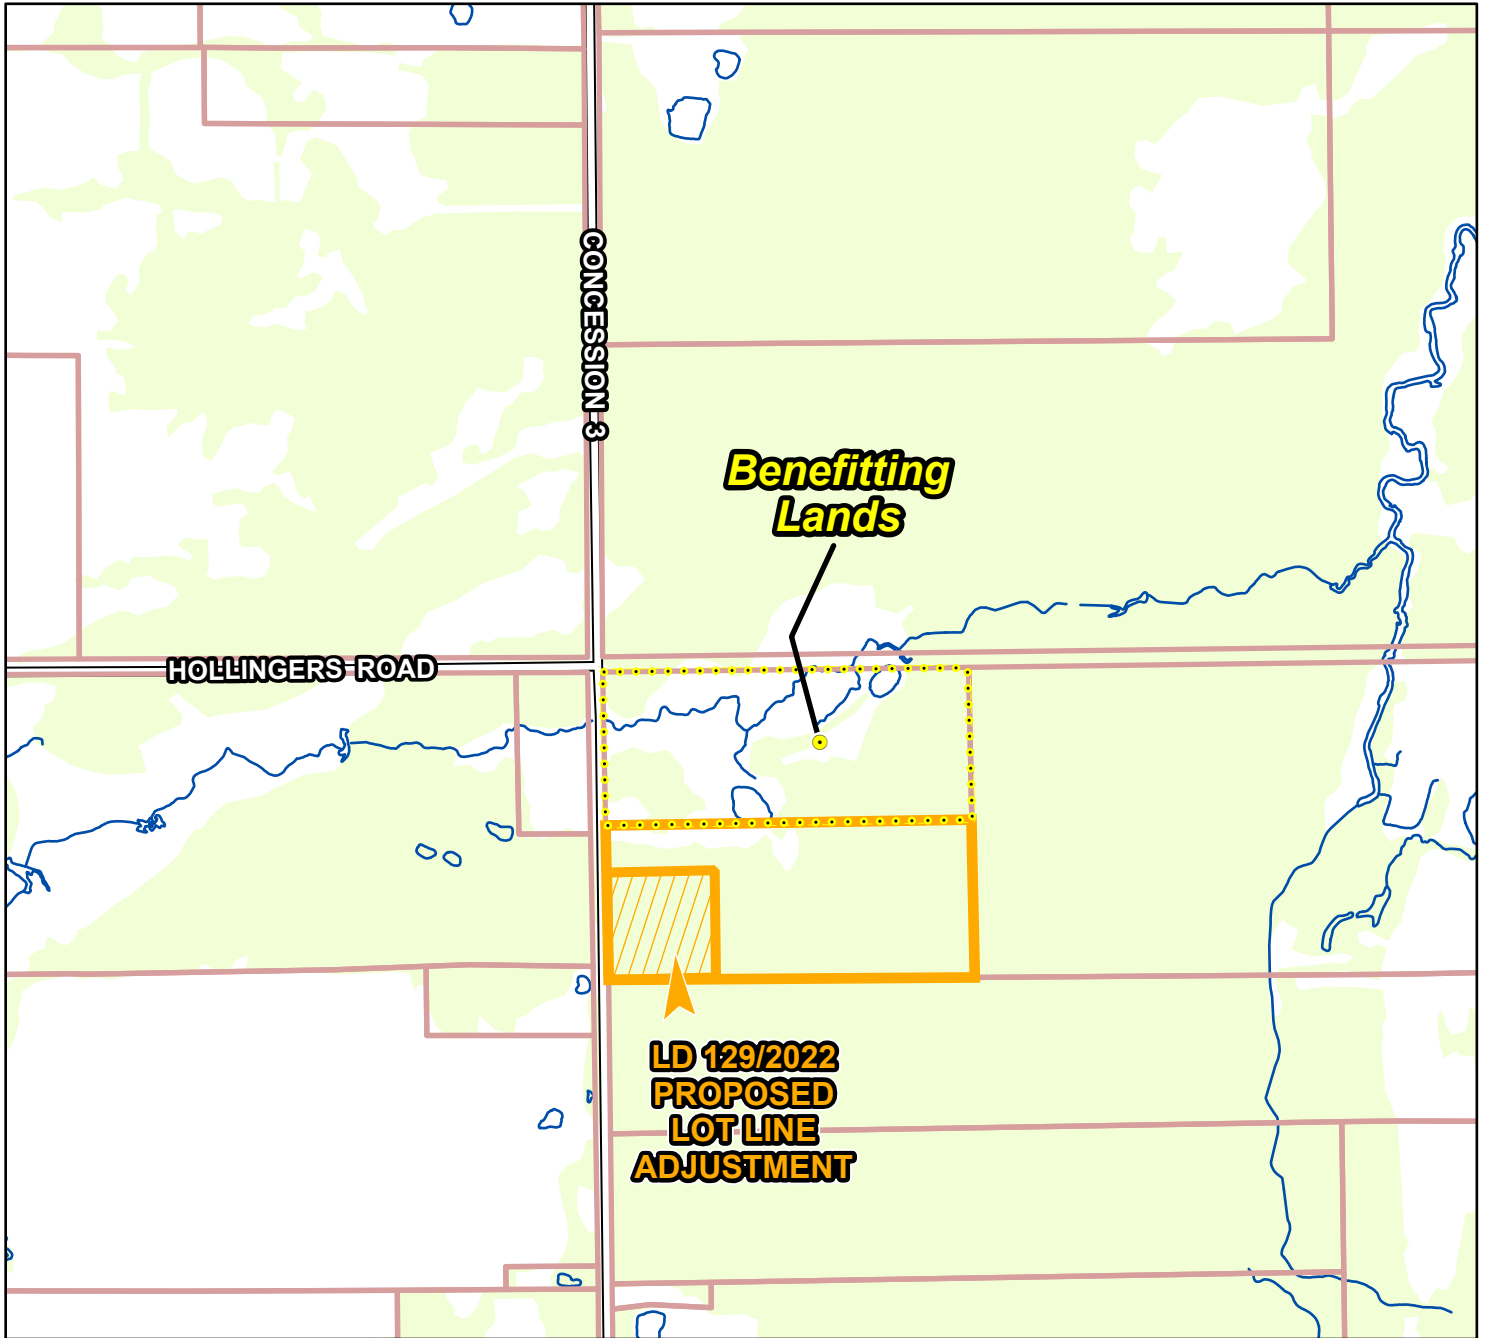 CONCESSION 3
Benefitting
Lands
HOLLINGERS ROAD
LD 129/2022
PROPOSED
LOT LINE
ADJUSTMENT